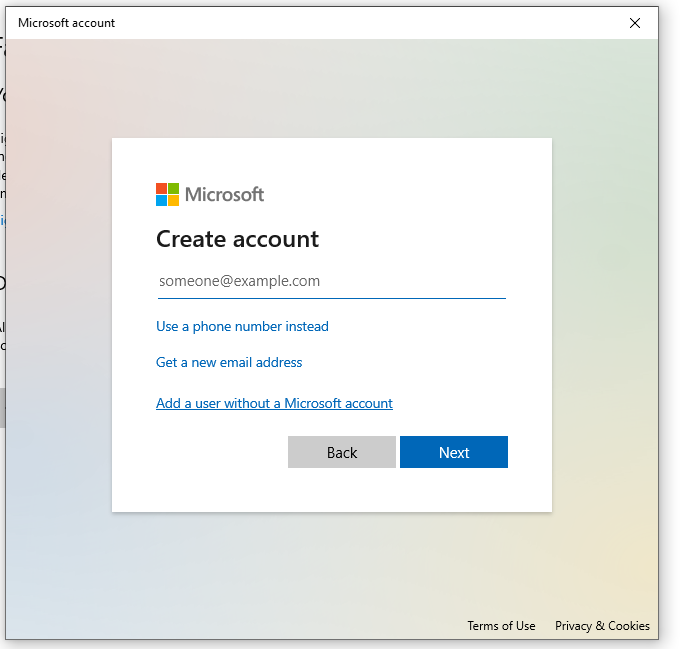 Microsoft account
Microsoft
Create account
someone@example.com
Use a phone number instead
Get a new email address
Add a user without a Microsoft account
Back
Next
Terms of Use
Privacy & Cookies